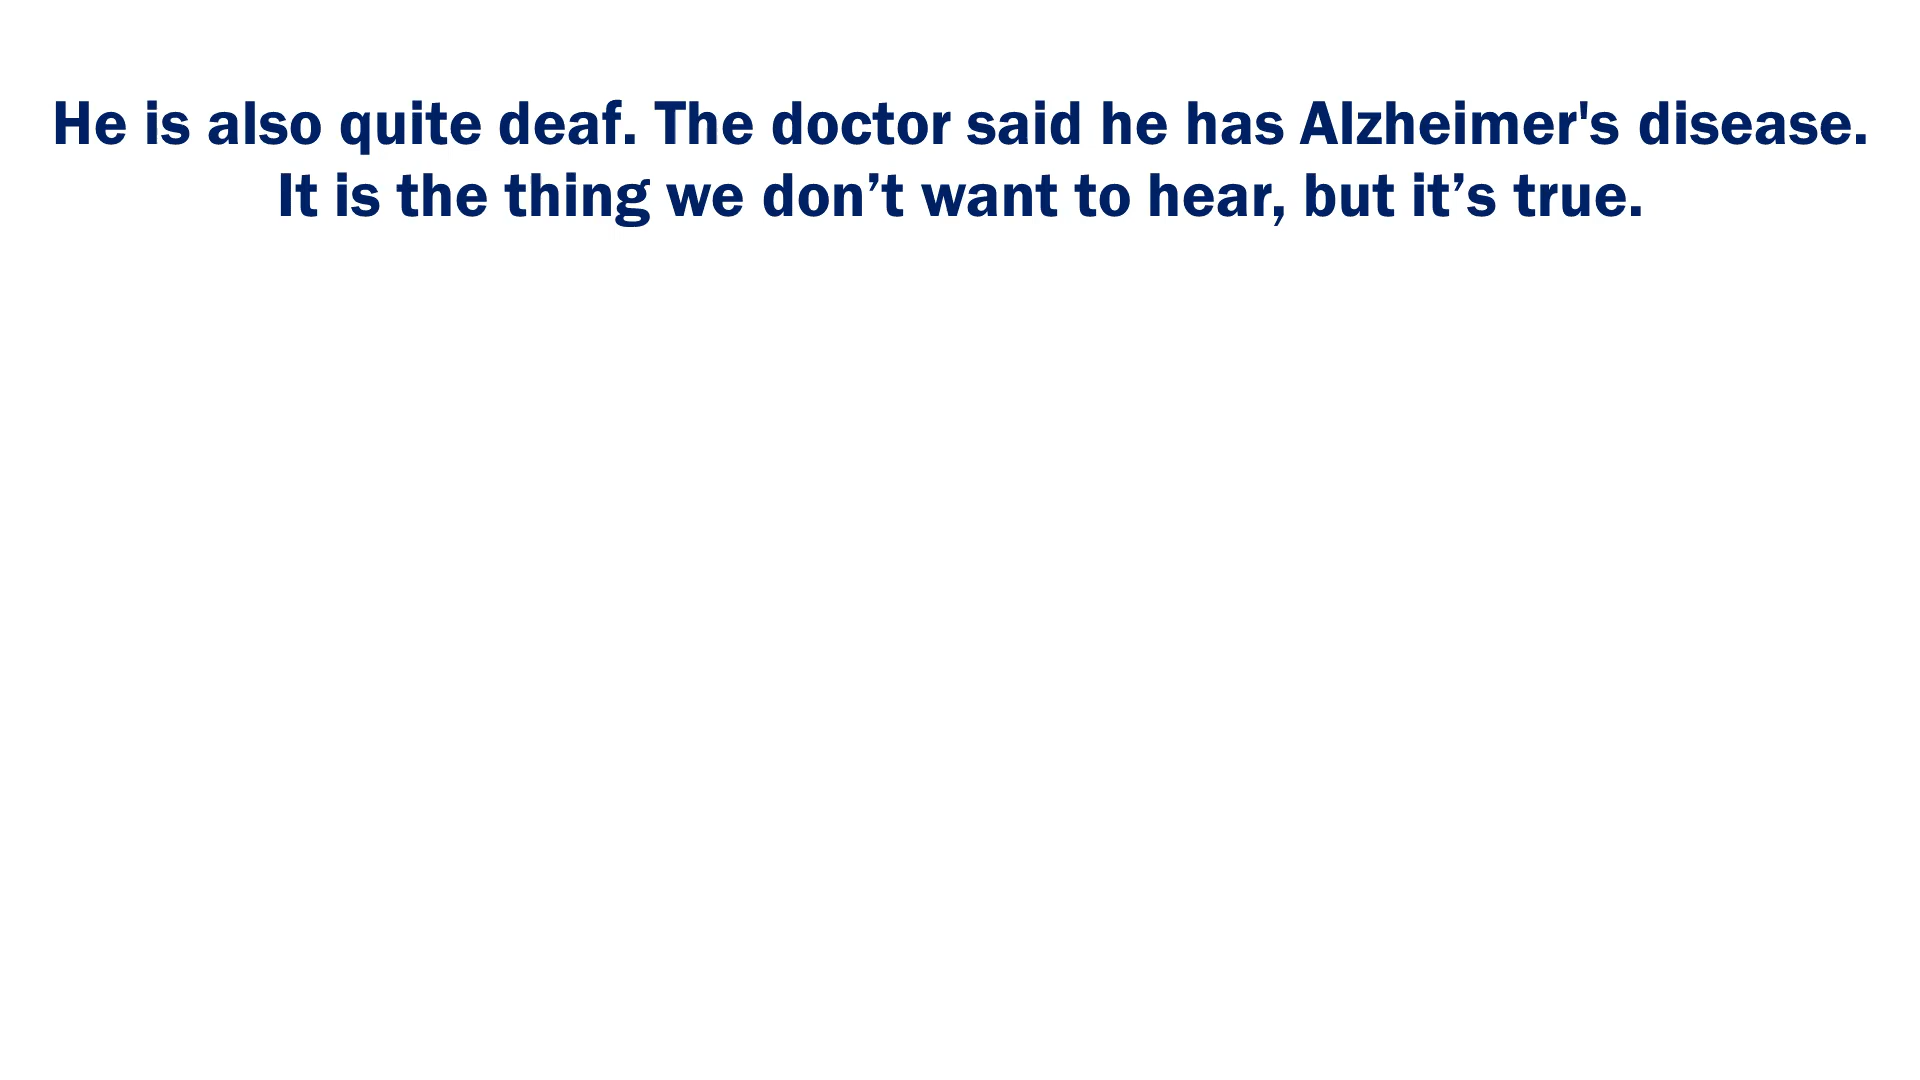 He is also quite deaf. The doctor said he has Alzheimer's disease.
It is the thing we don’t want to hear, but it’s true.